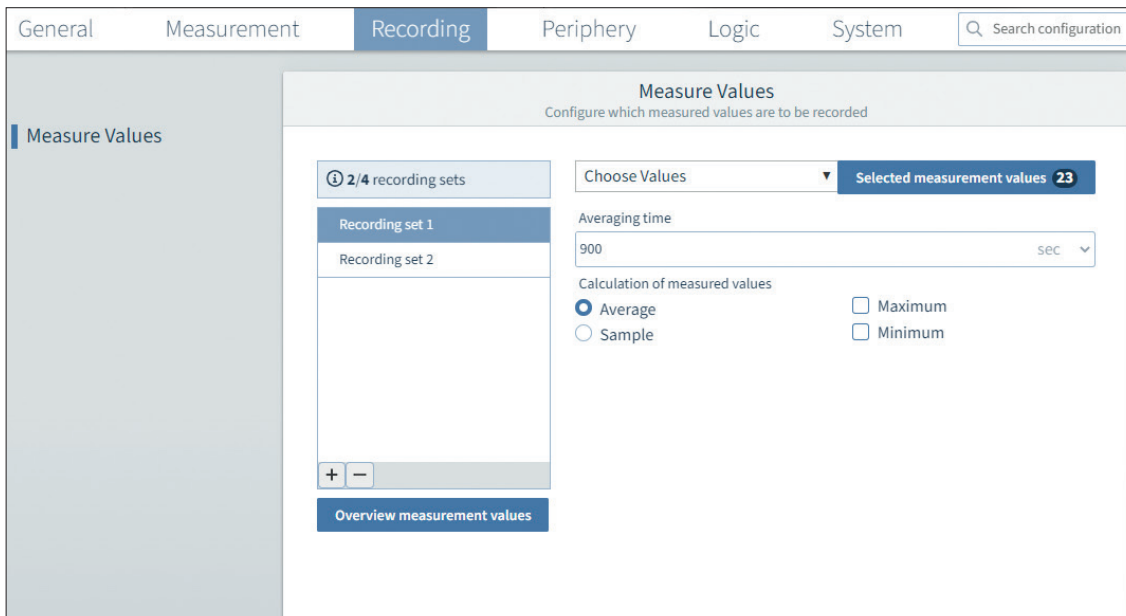 General Measurement Recording Periphery Logic System Search configuration
Measure Values
Configure which measured values are to be recorded
Measure Values
2/4 recording sets
Recording set 1
Recording set 2
+ −
Overview measurement values
Choose Values ▼ Selected measurement values 23
Averaging time
900 sec
Calculation of measured values
Average Maximum
Sample Minimum